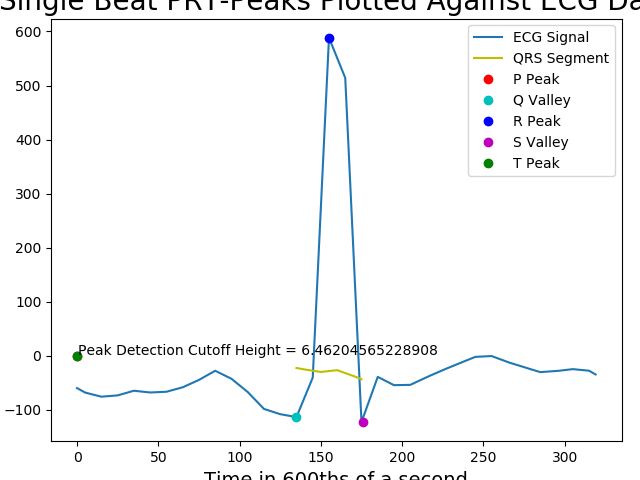 Single Beat PRT-Peaks Plotted Against ECG Da
600
500
400
300
200
100
0
−100
ECG Signal
QRS Segment
P Peak
Q Valley
R Peak
S Valley
T Peak
Peak Detection Cutoff Height = 6.46204565228908
0 50 100 150 200 250 300
Time in 600ths of a second